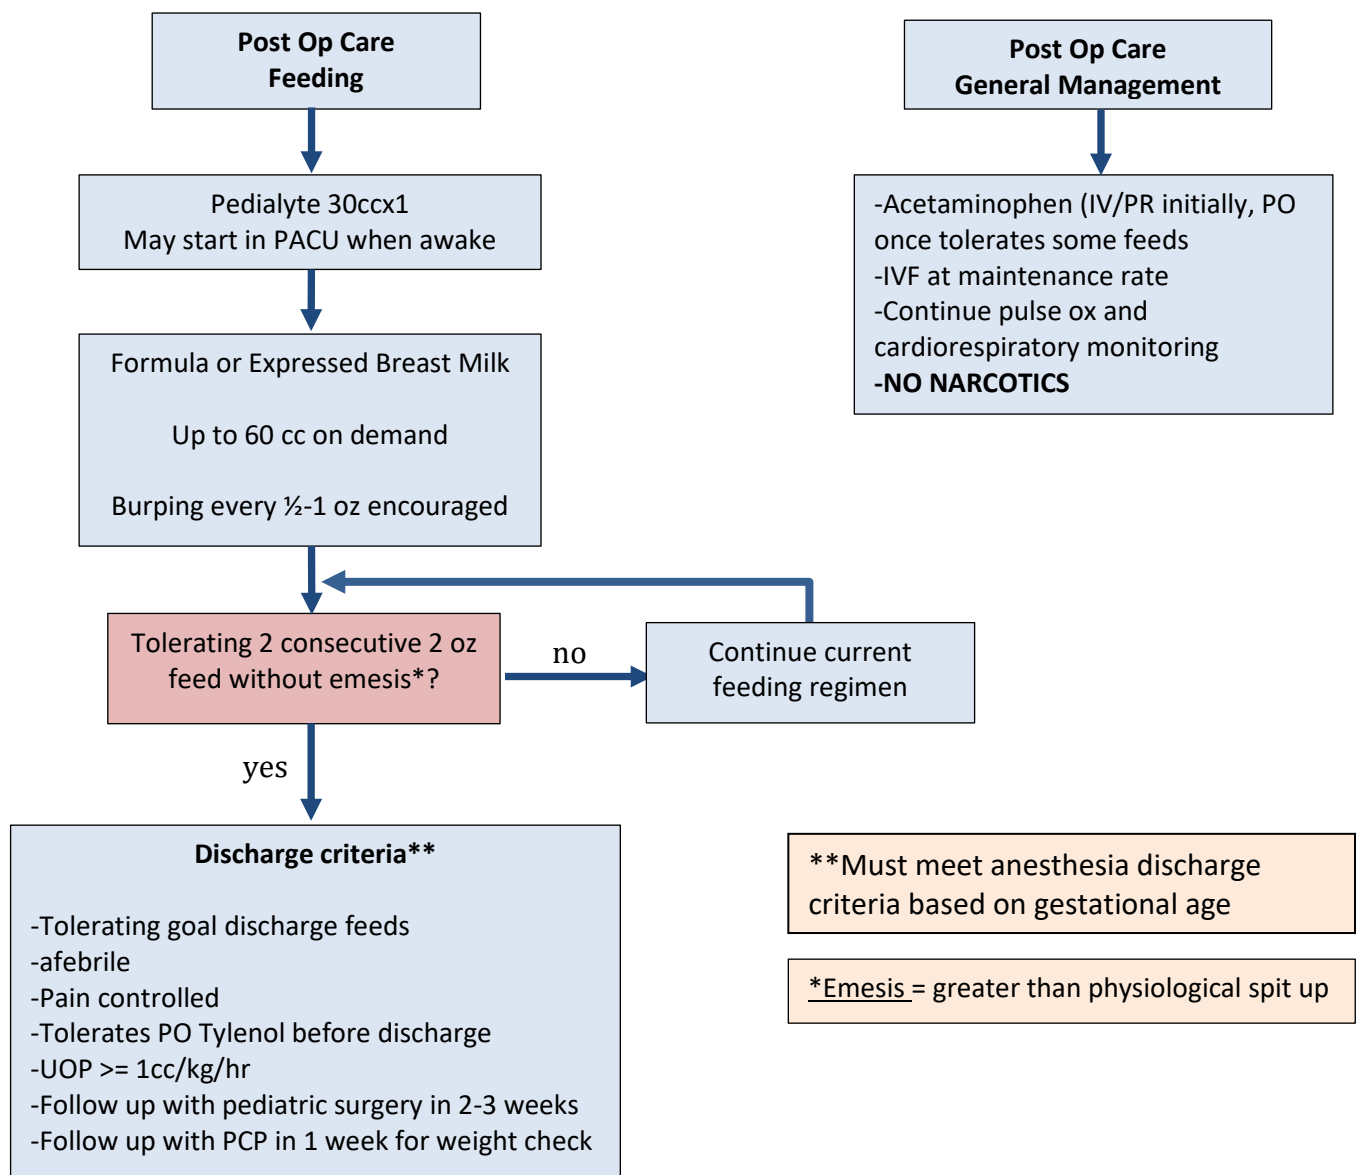 Post Op Care
Feeding
Pedialyte 30ccx1
May start in PACU when awake
Formula or Expressed Breast Milk
Up to 60 cc on demand
Burping every ½-1 oz encouraged
Tolerating 2 consecutive 2 oz
feed without emesis*?
no
Continue current
feeding regimen
yes
Discharge criteria**
-Tolerating goal discharge feeds
-afebrile
-Pain controlled
-Tolerates PO Tylenol before discharge
-UOP >= 1cc/kg/hr
-Follow up with pediatric surgery in 2-3 weeks
-Follow up with PCP in 1 week for weight check
Post Op Care
General Management
-Acetaminophen (IV/PR initially, PO
once tolerates some feeds
-IVF at maintenance rate
-Continue pulse ox and
cardiorespiratory monitoring
-NO NARCOTICS
**Must meet anesthesia discharge
criteria based on gestational age
*Emesis = greater than physiological spit up